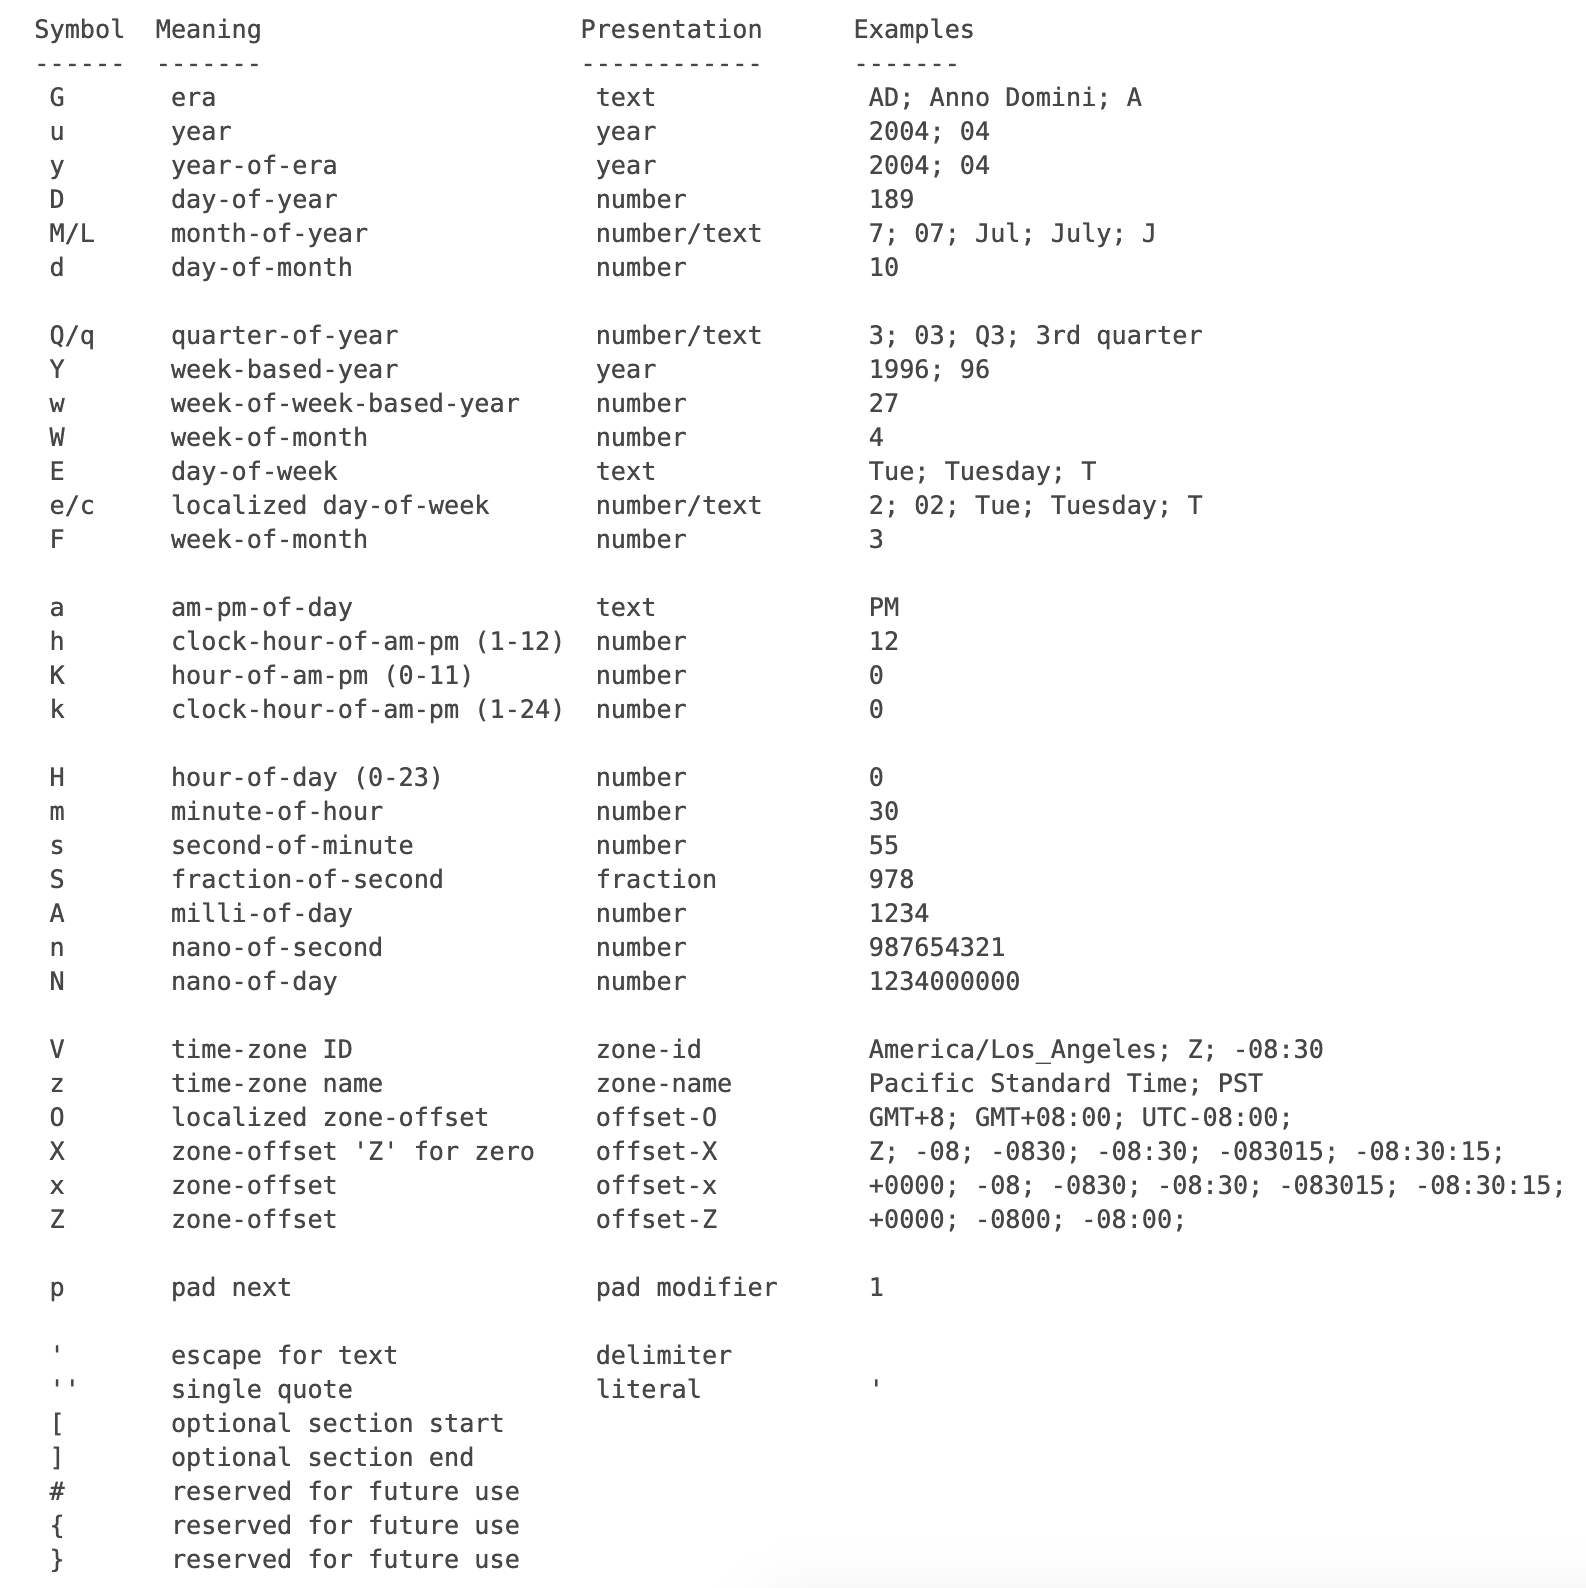 Symbol  Meaning                     Presentation      Examples
------  -------                     ------------      -------
 G       era                         text              AD; Anno Domini; A
 u       year                        year              2004; 04
 y       year-of-era                 year              2004; 04
 D       day-of-year                 number            189
 M/L     month-of-year               number/text       7; 07; Jul; July; J
 d       day-of-month                number            10

 Q/q     quarter-of-year             number/text       3; 03; Q3; 3rd quarter
 Y       week-based-year             year              1996; 96
 w       week-of-week-based-year     number            27
 W       week-of-month               number            4
 E       day-of-week                 text              Tue; Tuesday; T
 e/c     localized day-of-week       number/text       2; 02; Tue; Tuesday; T
 F       week-of-month               number            3

 a       am-pm-of-day                text              PM
 h       clock-hour-of-am-pm (1-12)  number            12
 K       hour-of-am-pm (0-11)        number            0
 k       clock-hour-of-am-pm (1-24)  number            0

 H       hour-of-day (0-23)          number            0
 m       minute-of-hour              number            30
 s       second-of-minute            number            55
 S       fraction-of-second          fraction          978
 A       milli-of-day                number            1234
 n       nano-of-second              number            987654321
 N       nano-of-day                 number            1234000000

 V       time-zone ID                zone-id           America/Los_Angeles; Z; -08:30
 z       time-zone name              zone-name         Pacific Standard Time; PST
 O       localized zone-offset       offset-O          GMT+8; GMT+08:00; UTC-08:00;
 X       zone-offset 'Z' for zero    offset-X          Z; -08; -0830; -08:30; -083015; -08:30:15;
 x       zone-offset                 offset-x          +0000; -08; -0830; -08:30; -083015; -08:30:15;
 Z       zone-offset                 offset-Z          +0000; -0800; -08:00;

 p       pad next                    pad modifier      1

 '       escape for text             delimiter
 ''      single quote                literal           '
 [       optional section start
 ]       optional section end
 #       reserved for future use
 {       reserved for future use
 }       reserved for future use